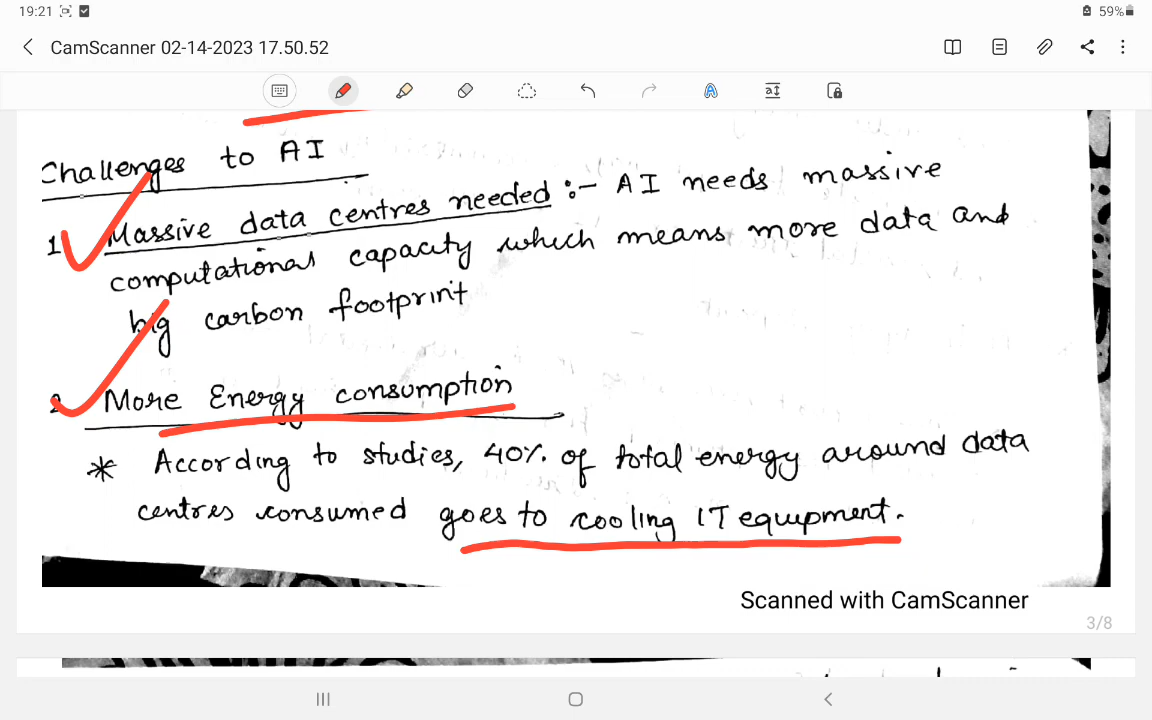 19:21
59%
CamScanner 02-14-2023 17.50.52
Challenges to AI
1 Massive data centres needed :- AI needs massive
computational capacity which means more data and
big carbon footprint
2 More Energy consumption
* According to studies, 40% of total energy around data
centres consumed goes to cooling IT equipment.
Scanned with CamScanner
3/8